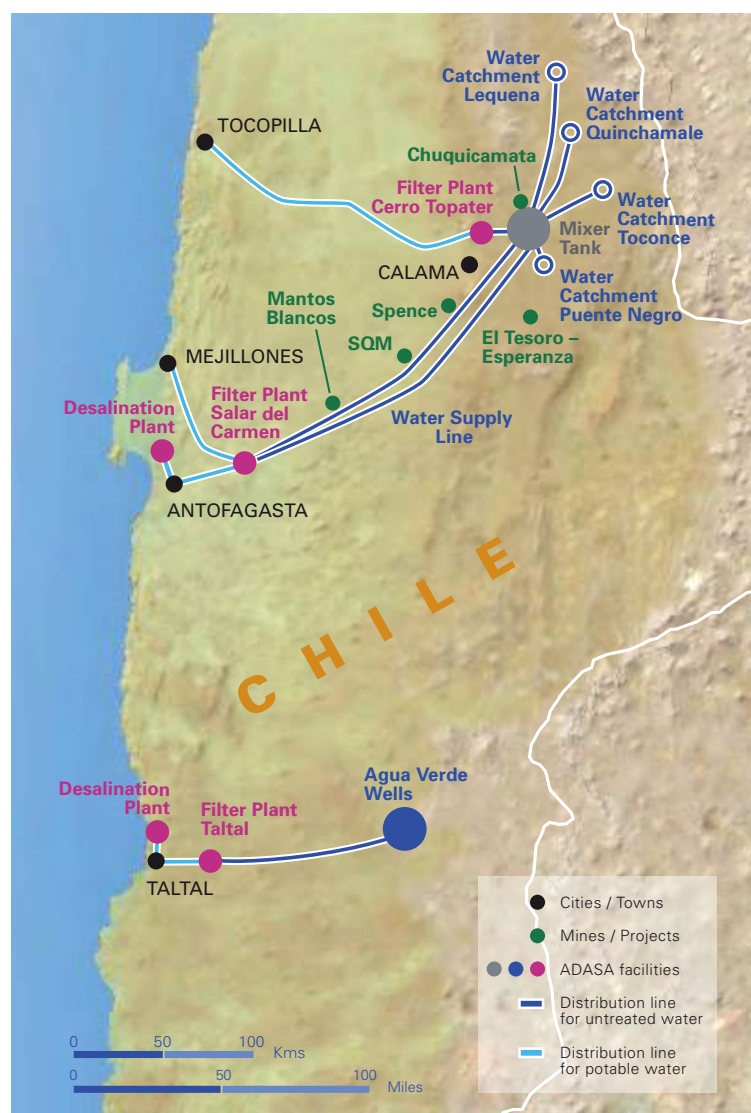 Water
Catchment
Lequena
Water
Catchment
Quinchamale
TOCOPILLA
Chuquicamata
Filter Plant
Cerro Topater
Water
Catchment
Toconce
Mixer
Tank
CALAMA
Water
Catchment
Puente Negro
Mantos
Blancos
Spence
El Tesoro –
Esperanza
SQM
MEJILLONES
Desalination
Plant
Filter Plant
Salar del
Carmen
Water Supply
Line
ANTOFAGASTA
CHILE
Agua Verde
Wells
Desalination
Plant
Filter Plant
Taltal
TALTAL
Cities / Towns
Mines / Projects
ADASA facilities
Distribution line
for untreated water
Distribution line
for potable water
0 50 100 Kms
0 50 100 Miles